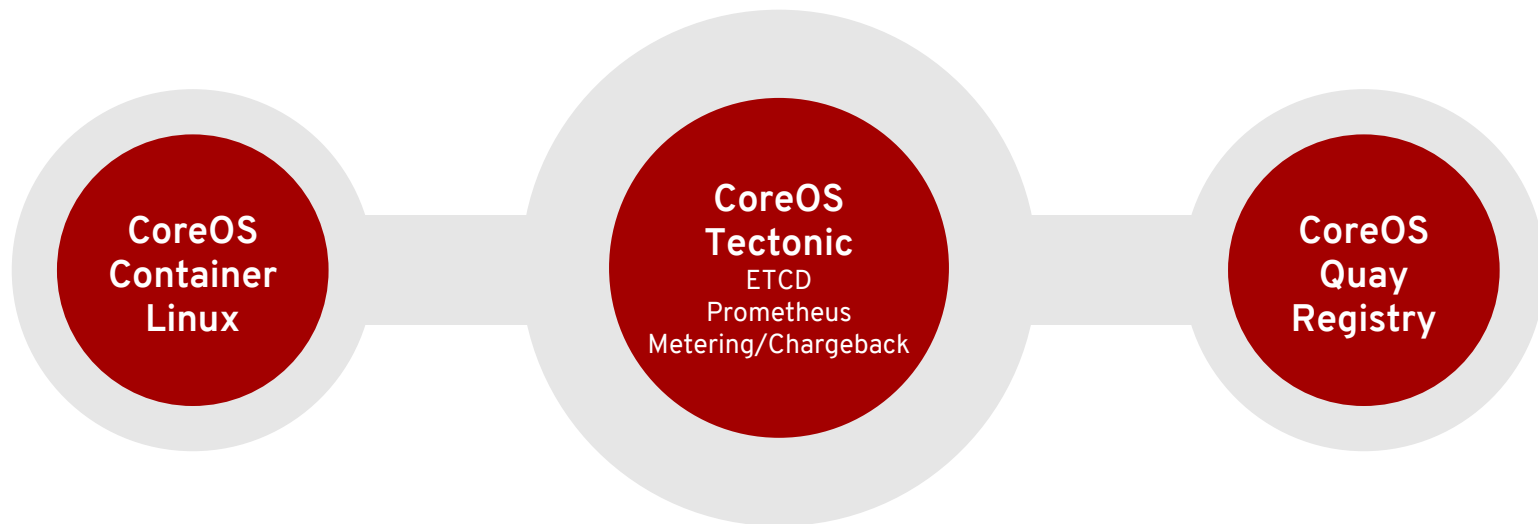 CoreOS
Container
Linux
CoreOS
Tectonic
ETCD
Prometheus
Metering/Chargeback
CoreOS
Quay
Registry